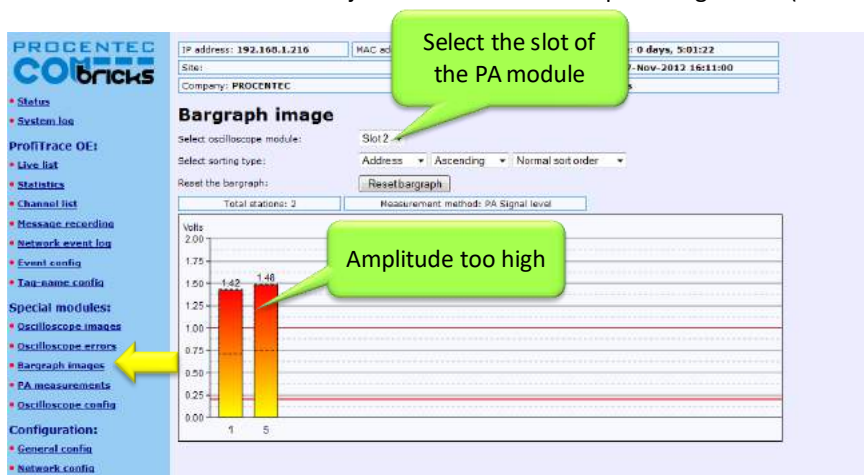 PROCENTEC
COMbricks
Status
System log
ProfiTrace OE:
Live list
Statistics
Channel list
Message recording
Network event log
Event config
Tag-name config
Special modules:
Oscilloscope images
Oscilloscope errors
Bargraph images
PA measurements
Oscilloscope config
Configuration:
General config
Network config
IP address: 192.168.1.216
MAC ad
: 0 days, 5:01:22
Site:
-Nov-2012 16:11:00
Company: PROCENTEC
Select the slot of
the PA module
Bargraph image
Select oscilloscope module:
Slot 2
Select sorting type:
Address
Ascending
Normal sort order
Reset the bargraph:
Reset bargraph
Total stations: 2
Measurement method: PA Signal level
Volts
2.00
1.75
1.50
1.25
1.00
0.75
0.50
0.25
0.00
1.42
1.48
Amplitude too high
1
5